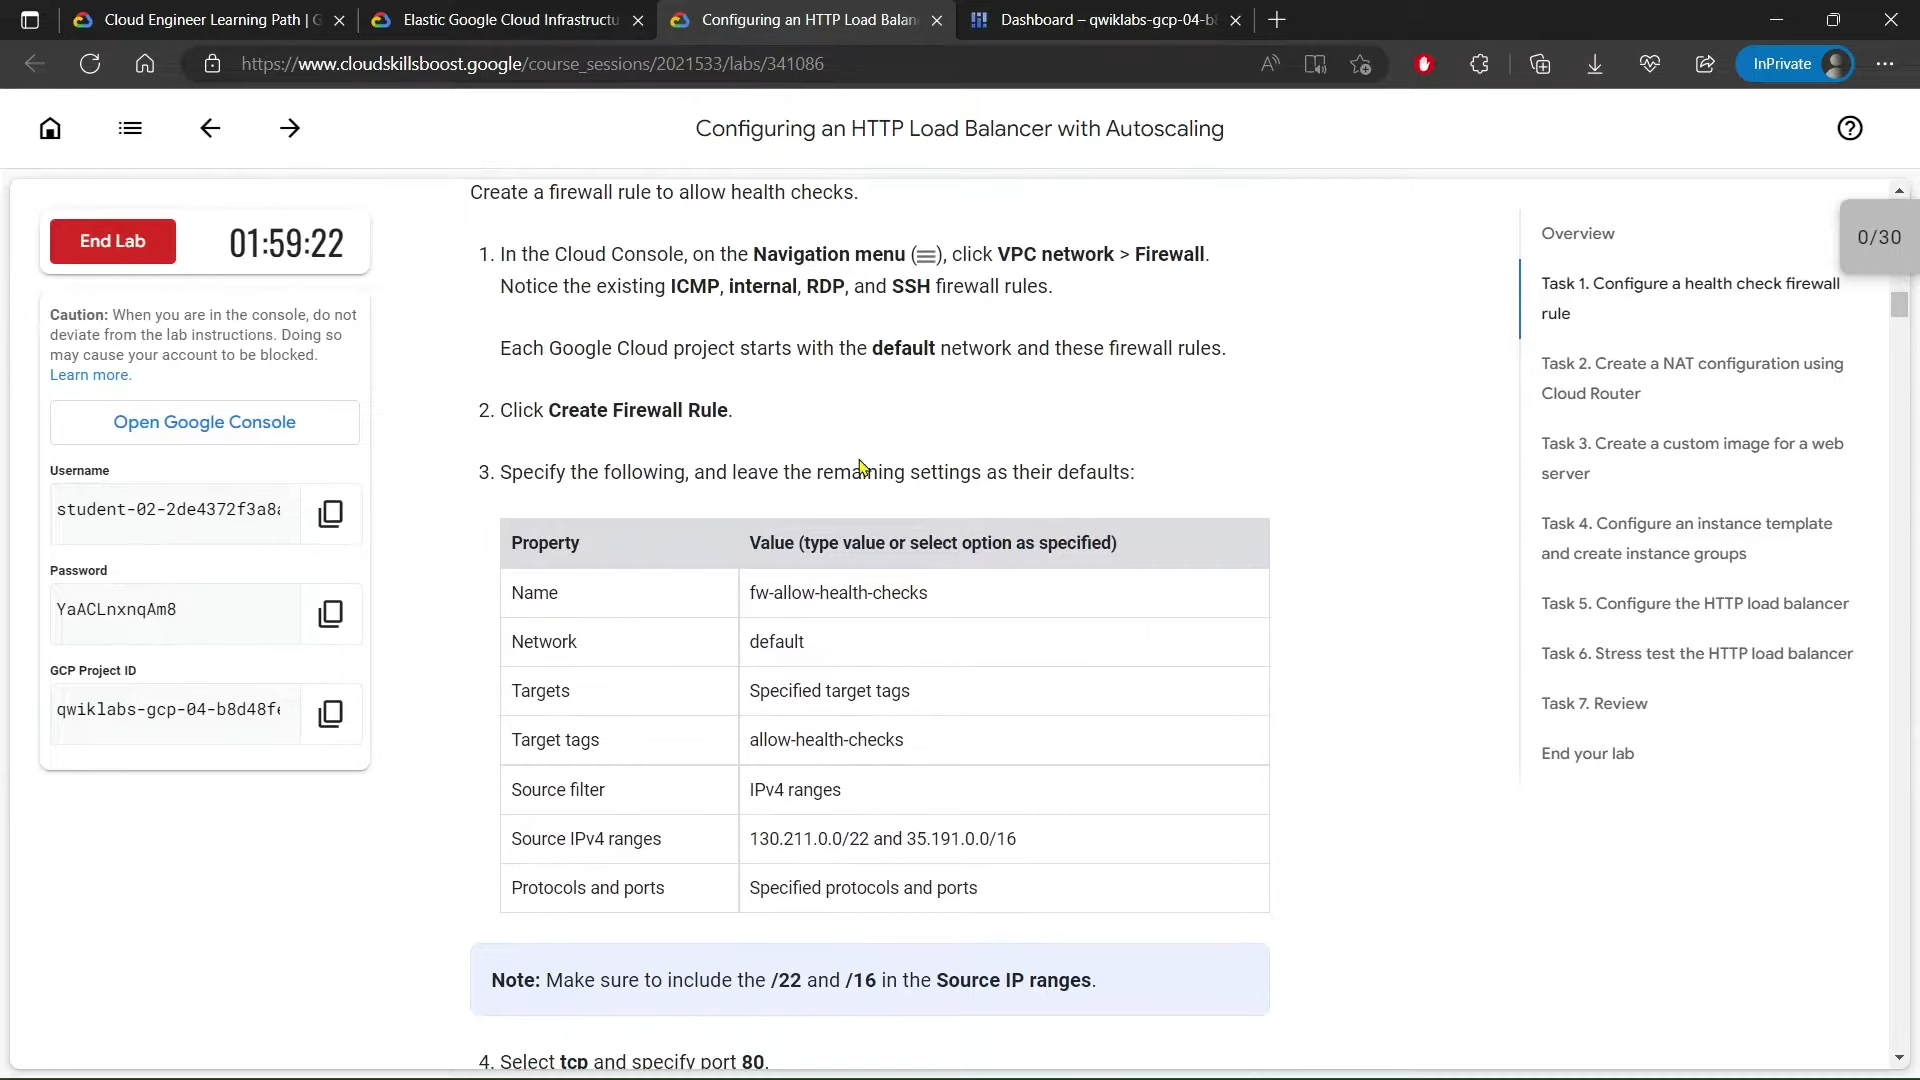 Cloud Engineer Learning Path | G
Elastic Google Cloud Infrastructu
Configuring an HTTP Load Balan
Dashboard – qwiklabs-gcp-04-b
https://www.cloudskillsboost.google/course_sessions/2021533/labs/341086
InPrivate
Configuring an HTTP Load Balancer with Autoscaling
End Lab
01:59:22
Caution: When you are in the console, do not
deviate from the lab instructions. Doing so
may cause your account to be blocked.
Learn more.
Open Google Console
Username
student-02-2de4372f3a8
Password
YaACLnxnqAm8
GCP Project ID
qwiklabs-gcp-04-b8d48f
Create a firewall rule to allow health checks.
1. In the Cloud Console, on the Navigation menu (≡), click VPC network > Firewall.
Notice the existing ICMP, internal, RDP, and SSH firewall rules.
Each Google Cloud project starts with the default network and these firewall rules.
2. Click Create Firewall Rule.
3. Specify the following, and leave the remaining settings as their defaults:
Property Value (type value or select option as specified)
Name fw-allow-health-checks
Network default
Targets Specified target tags
Target tags allow-health-checks
Source filter IPv4 ranges
Source IPv4 ranges 130.211.0.0/22 and 35.191.0.0/16
Protocols and ports Specified protocols and ports
Note: Make sure to include the /22 and /16 in the Source IP ranges.
4. Select tcp and specify port 80.
Overview
Task 1. Configure a health check firewall
rule
Task 2. Create a NAT configuration using
Cloud Router
Task 3. Create a custom image for a web
server
Task 4. Configure an instance template
and create instance groups
Task 5. Configure the HTTP load balancer
Task 6. Stress test the HTTP load balancer
Task 7. Review
End your lab
0/30